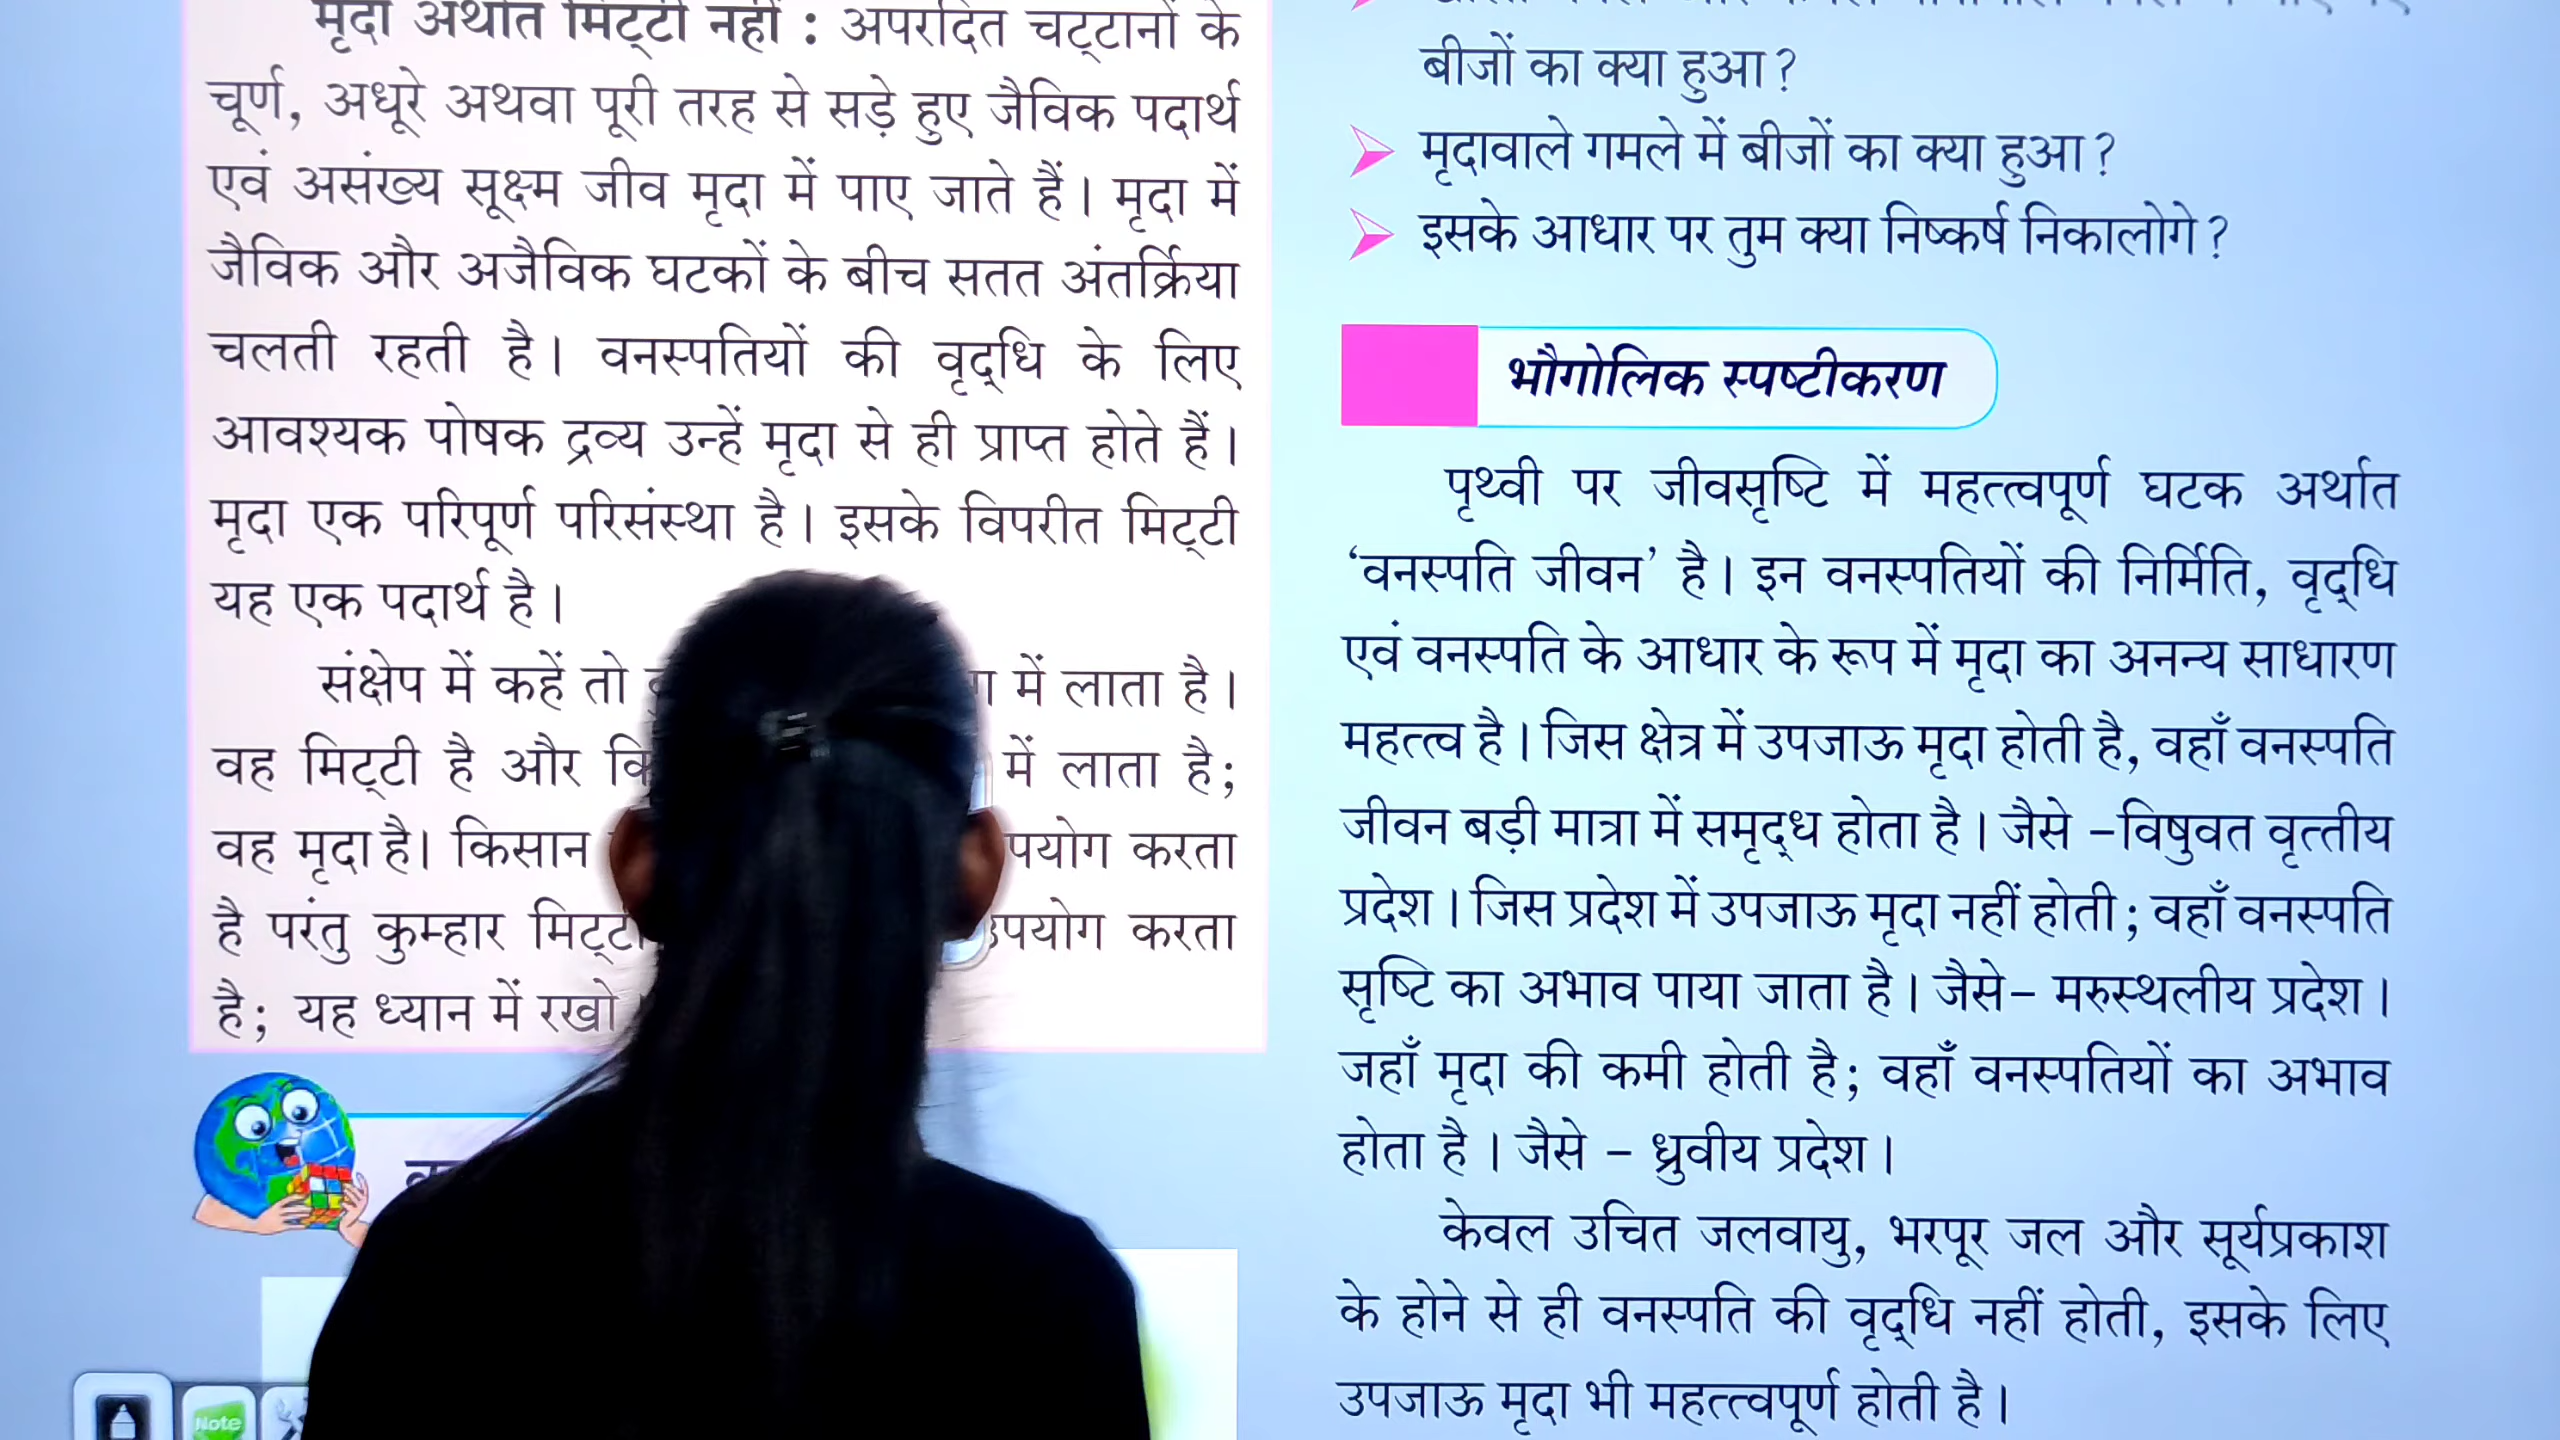 मृदा अर्थात मिट्टी नहीं : अपरदित चट्टानों के
चूर्ण, अधूरे अथवा पूरी तरह से सड़े हुए जैविक पदार्थ
एवं असंख्य सूक्ष्म जीव मृदा में पाए जाते हैं। मृदा में
जैविक और अजैविक घटकों के बीच सतत अंतर्क्रिया
चलती रहती है। वनस्पतियों की वृद्धि के लिए
आवश्यक पोषक द्रव्य उन्हें मृदा से ही प्राप्त होते हैं।
मृदा एक परिपूर्ण परिसंस्था है। इसके विपरीत मिट्टी
यह एक पदार्थ है।
संक्षेप में कहें तो में लाता है।
वह मिट्टी है और में लाता है;
वह मृदा है। किसान करता
है परंतु कुम्हार मिट्टी उपयोग करता
है; यह ध्यान में रखो
Note
बीजों का क्या हुआ ?
➢ मृदावाले गमले में बीजों का क्या हुआ ?
➢ इसके आधार पर तुम क्या निष्कर्ष निकालोगे ?
भौगोलिक स्पष्टीकरण
पृथ्वी पर जीवसृष्टि में महत्त्वपूर्ण घटक अर्थात
‘वनस्पति जीवन’ है। इन वनस्पतियों की निर्मिति, वृद्धि
एवं वनस्पति के आधार के रूप में मृदा का अनन्य साधारण
महत्त्व है। जिस क्षेत्र में उपजाऊ मृदा होती है, वहाँ वनस्पति
जीवन बड़ी मात्रा में समृद्ध होता है। जैसे –विषुवत वृत्तीय
प्रदेश। जिस प्रदेश में उपजाऊ मृदा नहीं होती; वहाँ वनस्पति
सृष्टि का अभाव पाया जाता है। जैसे– मरुस्थलीय प्रदेश।
जहाँ मृदा की कमी होती है; वहाँ वनस्पतियों का अभाव
होता है। जैसे – ध्रुवीय प्रदेश।
केवल उचित जलवायु, भरपूर जल और सूर्यप्रकाश
के होने से ही वनस्पति की वृद्धि नहीं होती, इसके लिए
उपजाऊ मृदा भी महत्त्वपूर्ण होती है।